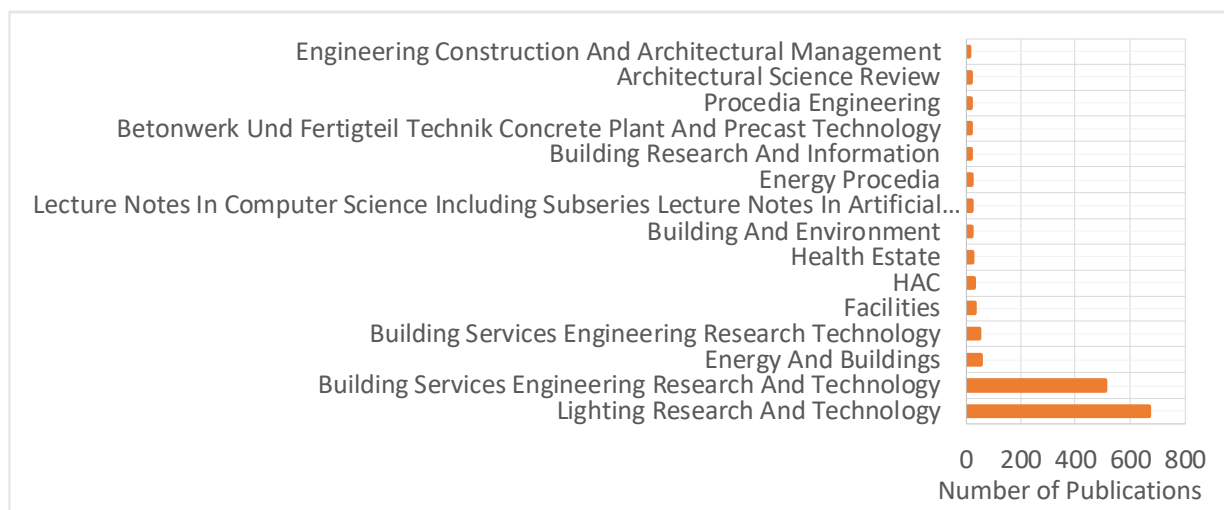 Engineering Construction And Architectural Management
Architectural Science Review
Procedia Engineering
Betonwerk Und Fertigteil Technik Concrete Plant And Precast Technology
Building Research And Information
Energy Procedia
Lecture Notes In Computer Science Including Subseries Lecture Notes In Artificial…
Building And Environment
Health Estate
HAC
Facilities
Building Services Engineering Research Technology
Energy And Buildings
Building Services Engineering Research And Technology
Lighting Research And Technology
0 200 400 600 800
Number of Publications